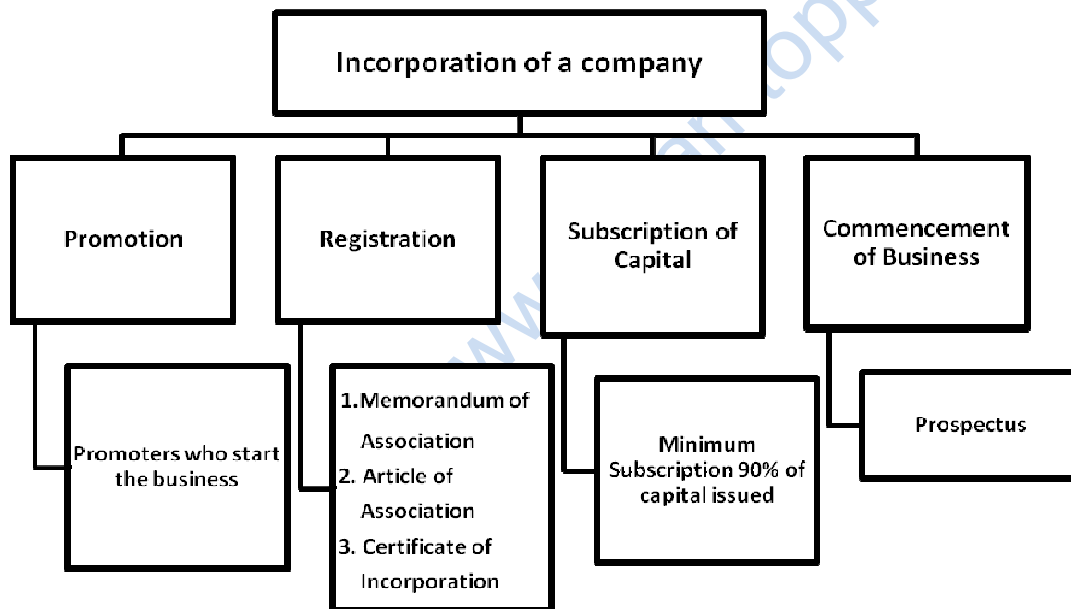 Incorporation of a company
Promotion
Registration
Subscription of
Capital
Commencement
of Business
Promoters who start
the business
1.Memorandum of
Association
2. Article of
Association
3. Certificate of
Incorporation
Minimum
Subscription 90% of
capital issued
Prospectus